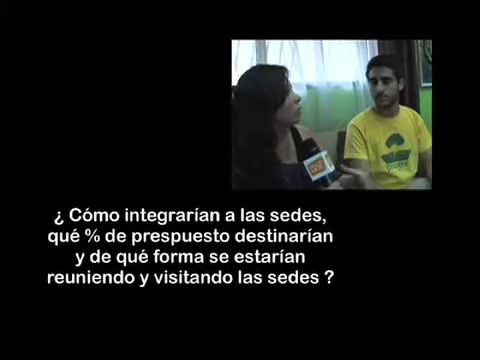 ¿ Cómo integrarían a las sedes,
qué % de prespuesto destinarían
y de qué forma se estarían
reuniendo y visitando las sedes ?